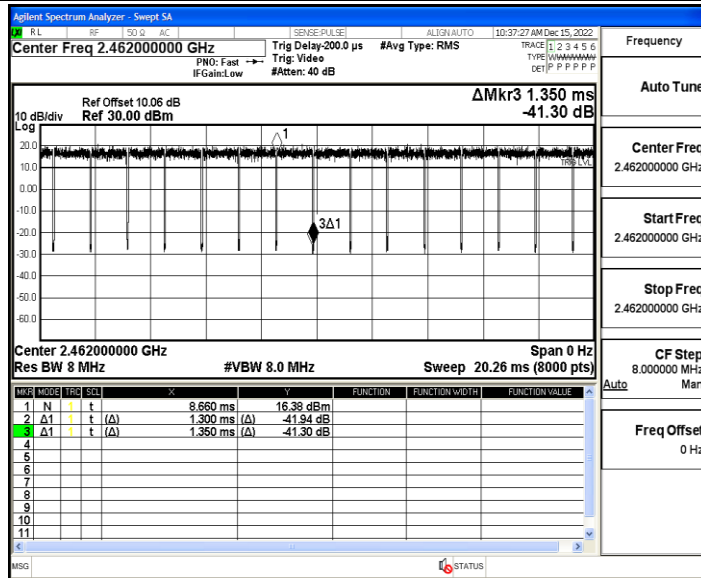 Agilent Spectrum Analyzer - Swept SA
RL RF 50 Ω AC SENSE:PULSE ALIGN AUTO 10:37:27 AM Dec 15, 2022
Center Freq 2.462000000 GHz
PNO: Fast
IFGain:Low
Trig Delay-200.0 µs
Trig: Video
#Atten: 40 dB
#Avg Type: RMS
TRACE 1 2 3 4 5 6
TYPE WWWWWW
DET P P P P P P
ΔMkr3 1.350 ms
-41.30 dB
Ref Offset 10.06 dB
10 dB/div Ref 30.00 dBm
Log
20.0
10.0
0.00
-10.0
-20.0
-30.0
-40.0
-50.0
-60.0
1
TRIG LVL
3Δ1
Center 2.462000000 GHz Span 0 Hz
Res BW 8 MHz #VBW 8.0 MHz Sweep 20.26 ms (8000 pts)
MKR MODE TRC SCL X Y FUNCTION FUNCTION WIDTH FUNCTION VALUE
1 N 1 t 8.660 ms 16.38 dBm
2 Δ1 1 t (Δ) 1.300 ms (Δ) -41.94 dB
3 Δ1 1 t (Δ) 1.350 ms (Δ) -41.30 dB
4
5
6
7
8
9
10
11
MSG STATUS
Frequency
Auto Tune
Center Freq
2.462000000 GHz
Start Freq
2.462000000 GHz
Stop Freq
2.462000000 GHz
CF Step
8.000000 MHz
Auto Man
Freq Offset
0 Hz